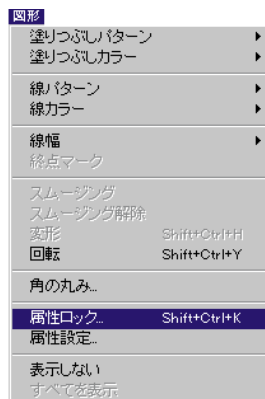 図形
塗りつぶしパターン
塗りつぶしカラー
線パターン
線カラー
線幅
終点マーク
スムージング
スムージング解除
変形 Shift+Ctrl+H
回転 Shift+Ctrl+Y
角の丸み...
属性ロック... Shift+Ctrl+K
属性設定...
表示しない
すべてを表示